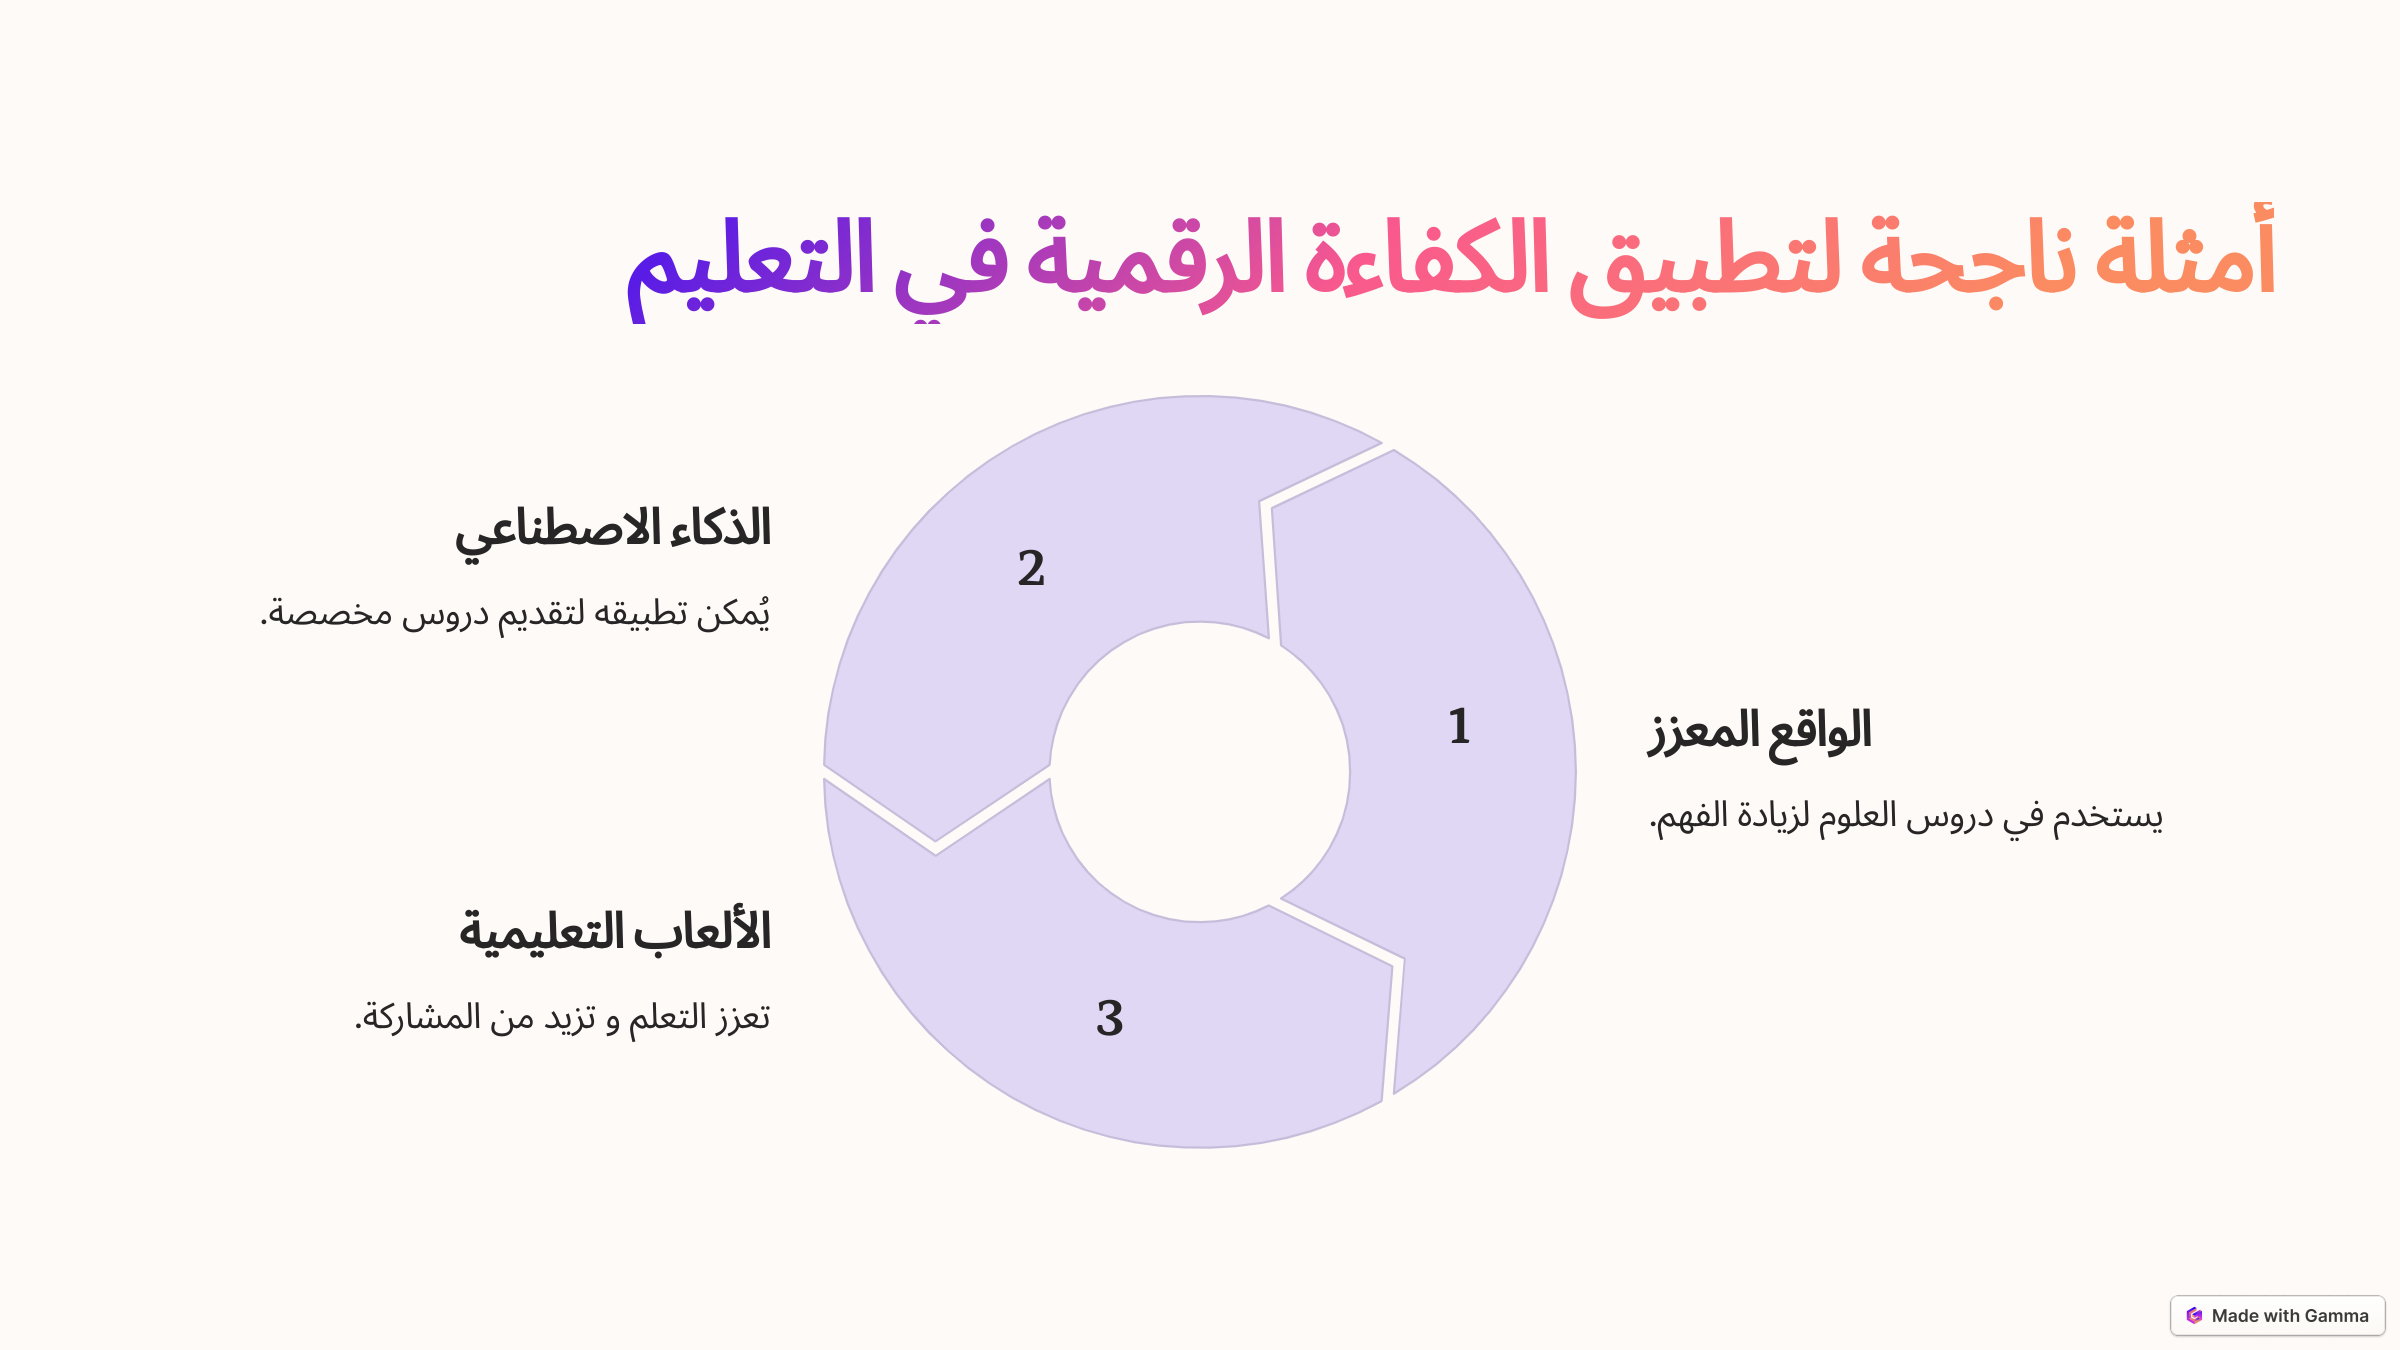 أمثلة ناجحة لتطبيق الكفاءة الرقمية في التعليم
1
الواقع المعزز
يستخدم في دروس العلوم لزيادة الفهم.
2
الذكاء الاصطناعي
يُمكن تطبيقه لتقديم دروس مخصصة.
3
الألعاب التعليمية
تعزز التعلم و تزيد من المشاركة.
Made with Gamma